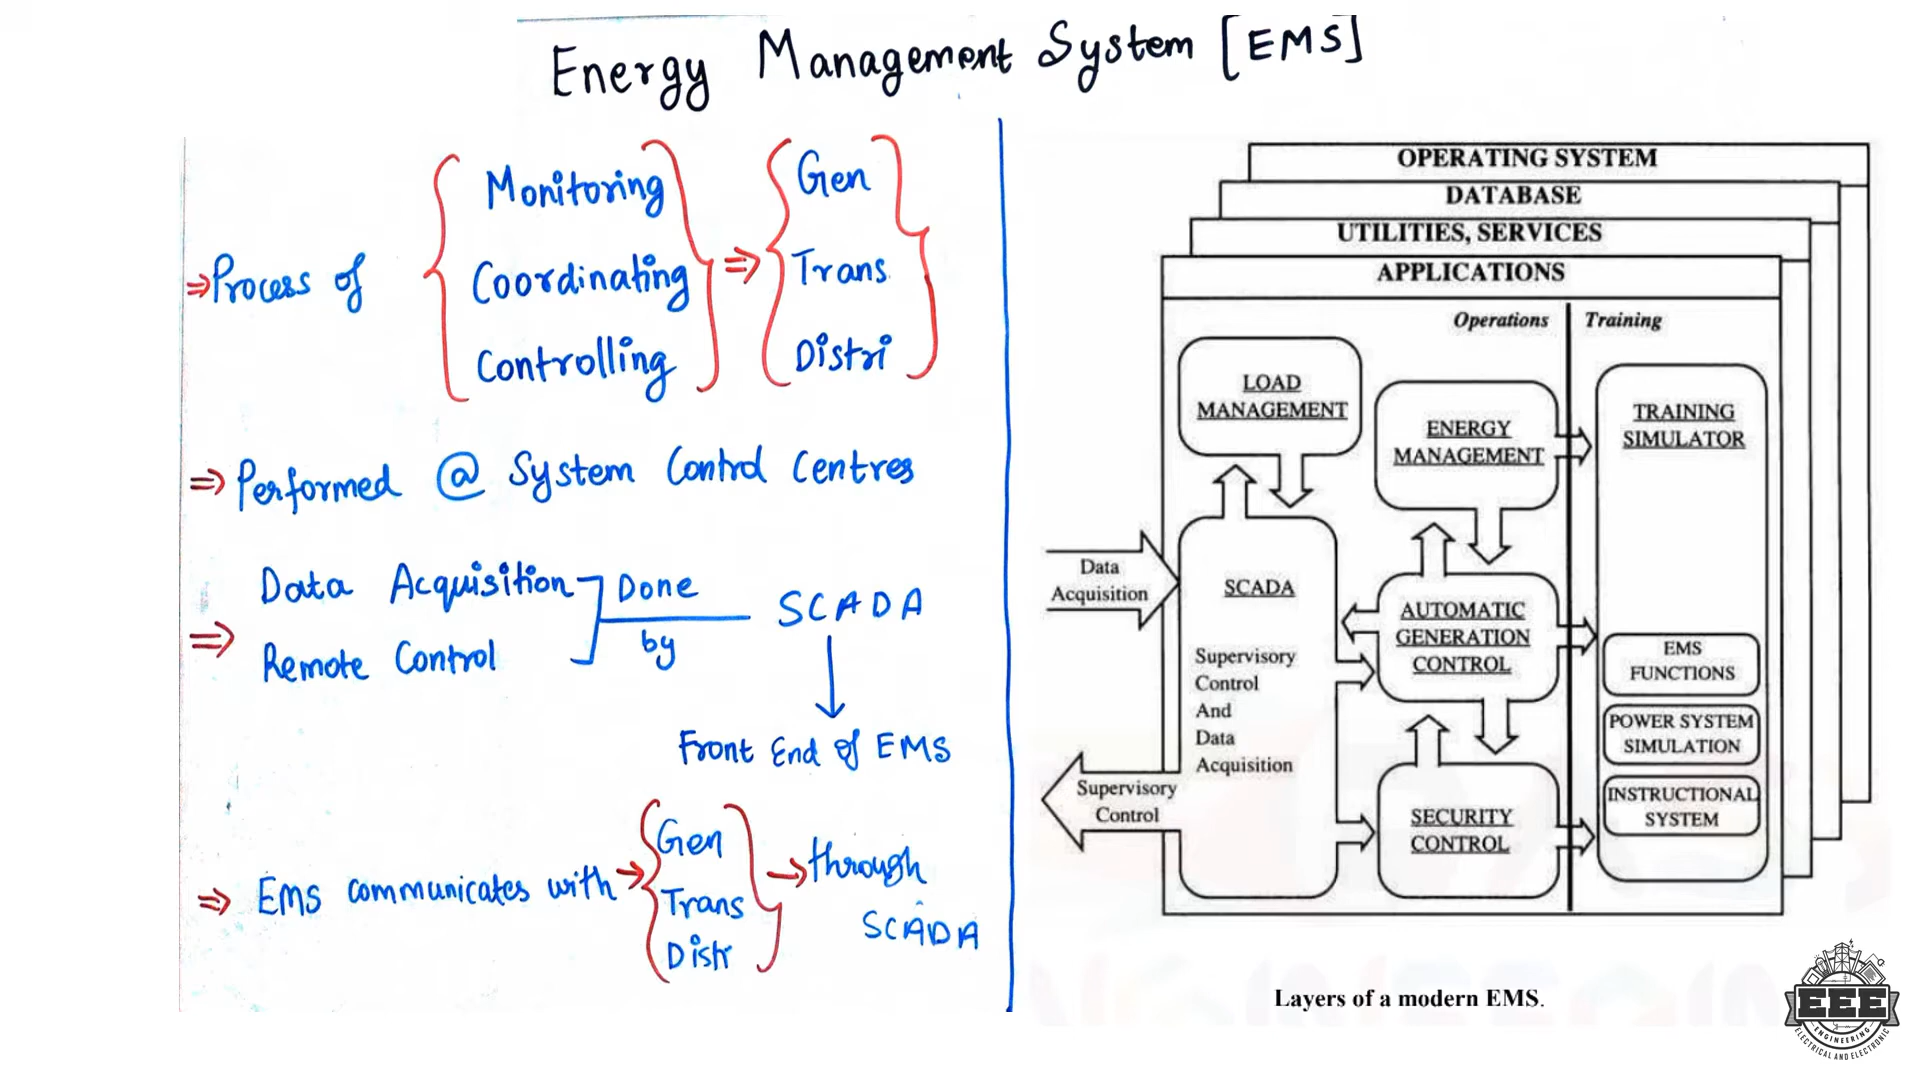 Energy Management System [EMS]
⇒ Process of { Monitoring Coordinating Controlling } ⇒ { Gen Trans Distri }
⇒ Performed @ System Control Centres
⇒ Data Acquisition
Remote Control
Done by
SCADA
Front End of EMS
⇒ EMS communicates with → { Gen Trans Distr } → through SCADA
OPERATING SYSTEM
DATABASE
UTILITIES, SERVICES
APPLICATIONS
Operations
Training
LOAD
MANAGEMENT
ENERGY
MANAGEMENT
TRAINING
SIMULATOR
Data
Acquisition
SCADA
Supervisory
Control
And
Data
Acquisition
AUTOMATIC
GENERATION
CONTROL
EMS
FUNCTIONS
POWER SYSTEM
SIMULATION
INSTRUCTIONAL
SYSTEM
Supervisory
Control
SECURITY
CONTROL
Layers of a modern EMS.
EEE
ENGINEERING
ELECTRICAL AND ELECTRONIC